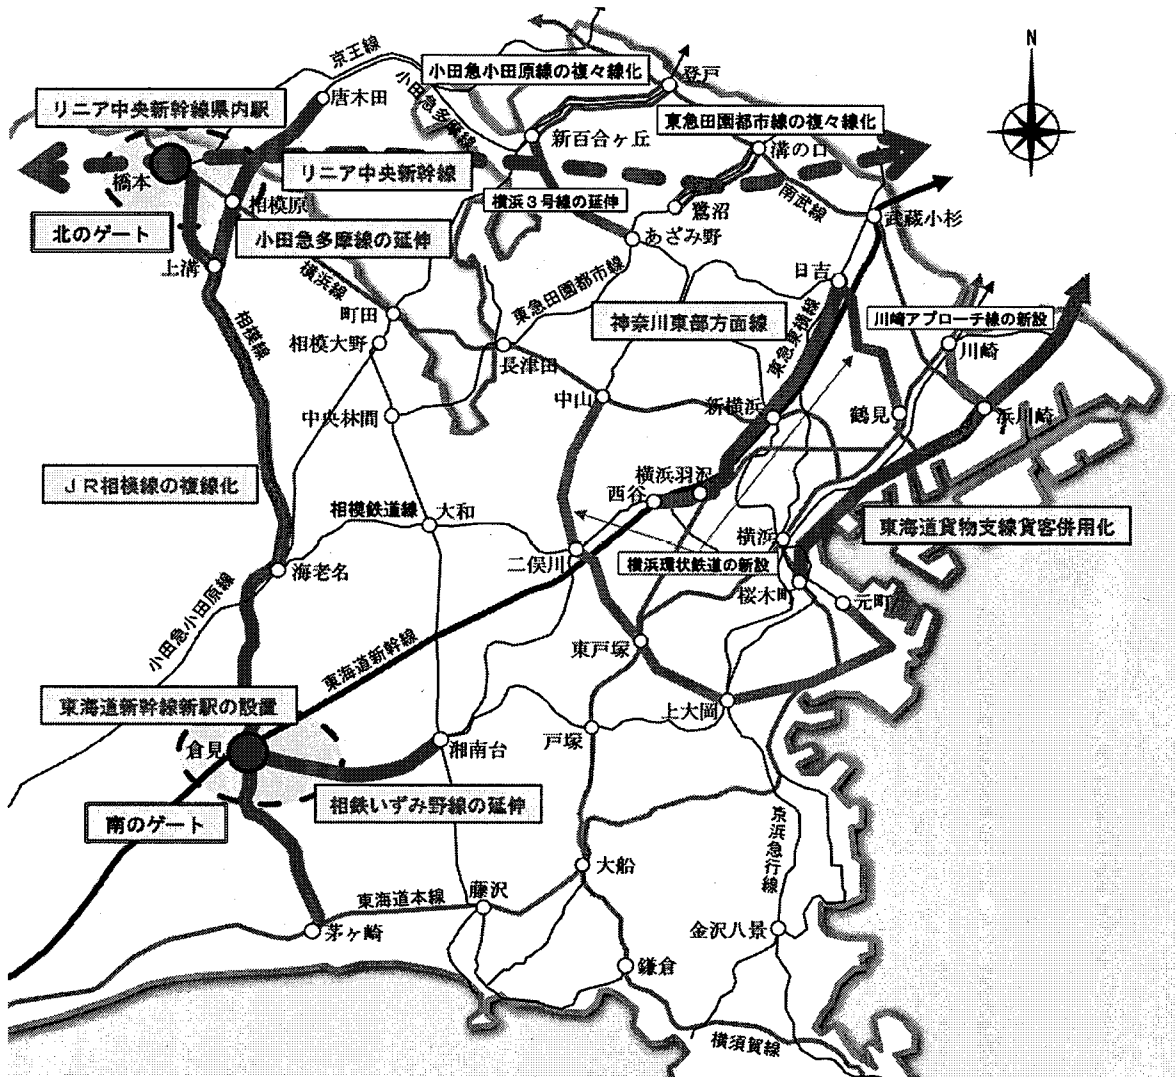 N
京王線
小田急小田原線の複々線化
登戸
リニア中央新幹線県内駅
唐木田
小田急多摩線
東急田園都市線の複々線化
新百合ヶ丘
溝の口
橋本
リニア中央新幹線
横浜３号線の延伸
鷺沼
南武線
武蔵小杉
相模原
北のゲート
小田急多摩線の延伸
あざみ野
上溝
横浜線
東急田園都市線
日吉
相模線
町田
神奈川東部方面線
東急東横線
川崎アプローチ線の新設
相模大野
長津田
川崎
中央林間
中山
新横浜
鶴見
浜川崎
ＪＲ相模線の複線化
横浜羽沢
西谷
相模鉄道線
大和
横浜
東海道貨物支線貨客併用化
二俣川
横浜環状鉄道の新設
海老名
桜木町
元町
小田急小田原線
東海道新幹線
東戸塚
東海道新幹線新駅の設置
上大岡
倉見
湘南台
戸塚
相鉄いずみ野線の延伸
南のゲート
京浜急行線
大船
東海道本線
藤沢
茅ヶ崎
金沢八景
鎌倉
横須賀線